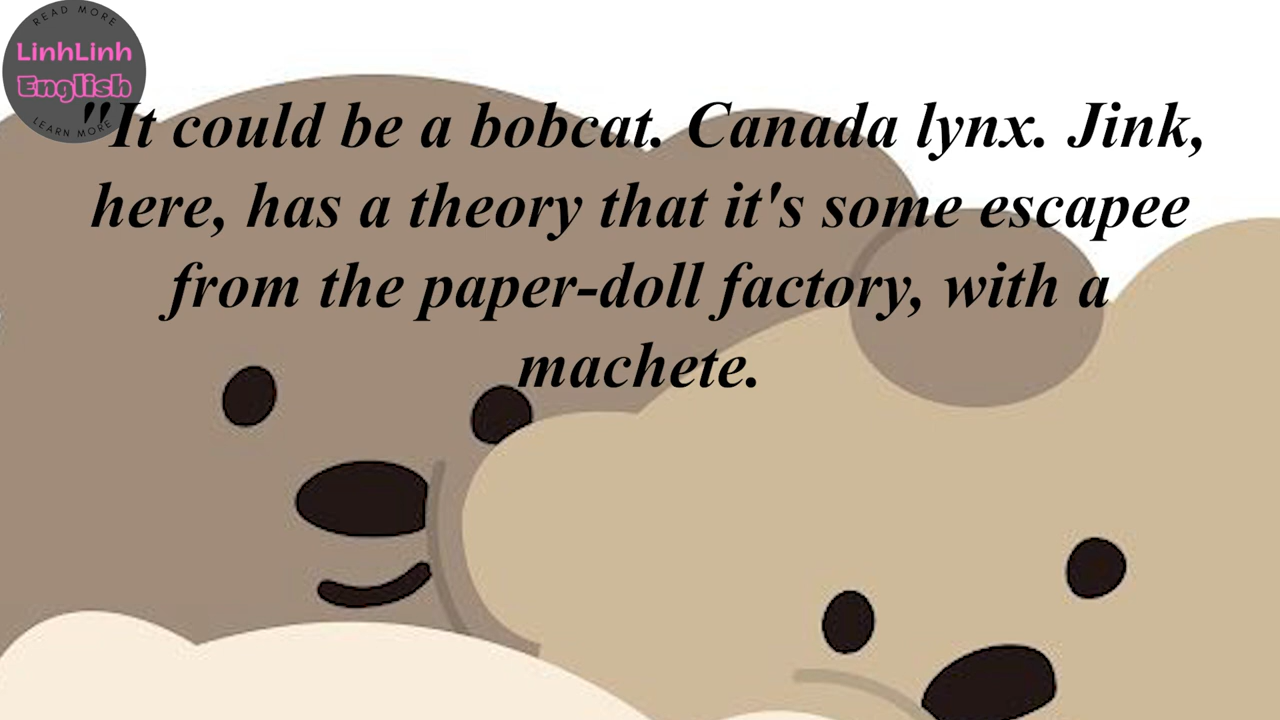 READ MORE
LinhLinh
English
LEARN MORE
"It could be a bobcat. Canada lynx. Jink,
here, has a theory that it's some escapee
from the paper-doll factory, with a
machete.